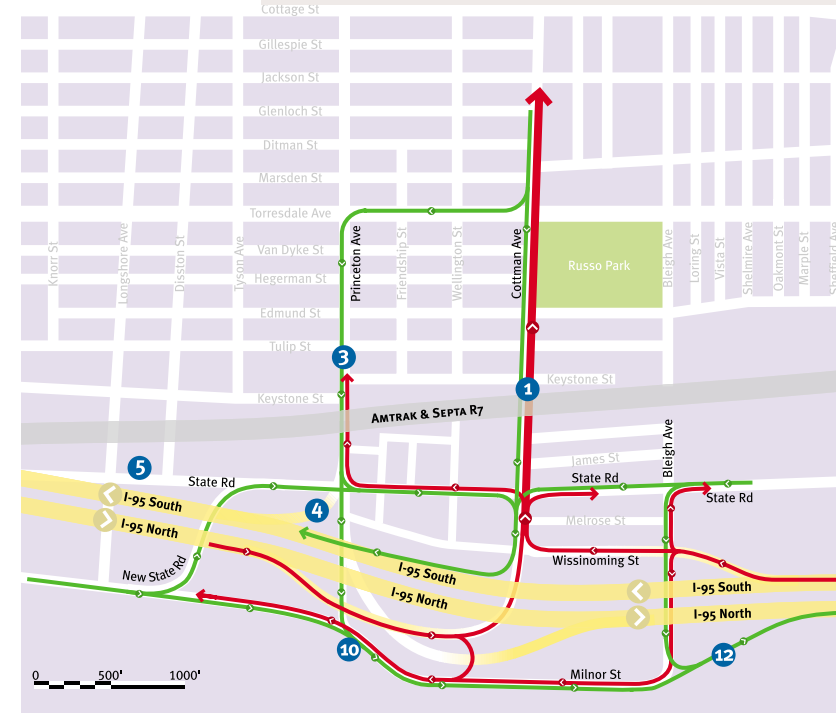 Cottage St
Gillespie St
Jackson St
Glenloch St
Ditman St
Marsden St
Torresdale Ave
Van Dyke St
Hegerman St
Edmund St
Tulip St
Keystone St
Knorr St
Longshore Ave
Disston St
Tyson Ave
Princeton Ave
Friendship St
Wellington St
Cottman Ave
Russo Park
Bleigh Ave
Loring St
Vista St
Shelmire Ave
Oakmont St
Marple St
Sheffield Ave
3
1
Keystone St
AMTRAK & SEPTA R7
Bleigh Ave
James St
5
State Rd
State Rd
State Rd
I-95 South
4
I-95 North
Melrose St
Wissinoming St
New State Rd
I-95 South
I-95 North
I-95 South
I-95 North
10
12
Milnor St
0 500' 1000'